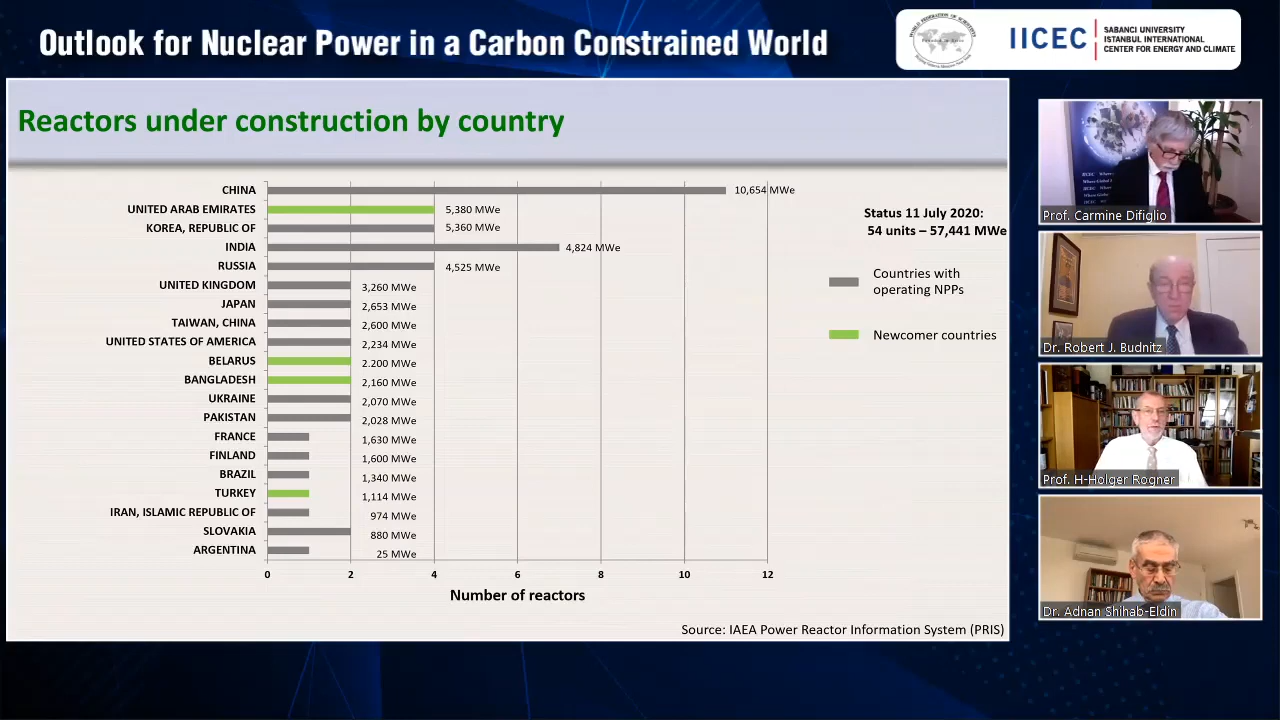 Outlook for Nuclear Power in a Carbon Constrained World
IICEC
SABANCI UNIVERSITY
ISTANBUL INTERNATIONAL
CENTER FOR ENERGY AND CLIMATE
Reactors under construction by country
CHINA 10,654 MWe
UNITED ARAB EMIRATES 5,380 MWe
KOREA, REPUBLIC OF 5,360 MWe
INDIA 4,824 MWe
RUSSIA 4,525 MWe
UNITED KINGDOM 3,260 MWe
JAPAN 2,653 MWe
TAIWAN, CHINA 2,600 MWe
UNITED STATES OF AMERICA 2,234 MWe
BELARUS 2.200 MWe
BANGLADESH 2,160 MWe
UKRAINE 2,070 MWe
PAKISTAN 2,028 MWe
FRANCE 1,630 MWe
FINLAND 1,600 MWe
BRAZIL 1,340 MWe
TURKEY 1,114 MWe
IRAN, ISLAMIC REPUBLIC OF 974 MWe
SLOVAKIA 880 MWe
ARGENTINA 25 MWe
0 2 4 6 8 10 12
Number of reactors
Status 11 July 2020:
54 units – 57,441 MWe
Countries with
operating NPPs
Newcomer countries
Source: IAEA Power Reactor Information System (PRIS)
Prof. Carmine Difiglio
Dr. Robert J. Budnitz
Prof. H-Holger Rogner
Dr. Adnan Shihab-Eldin